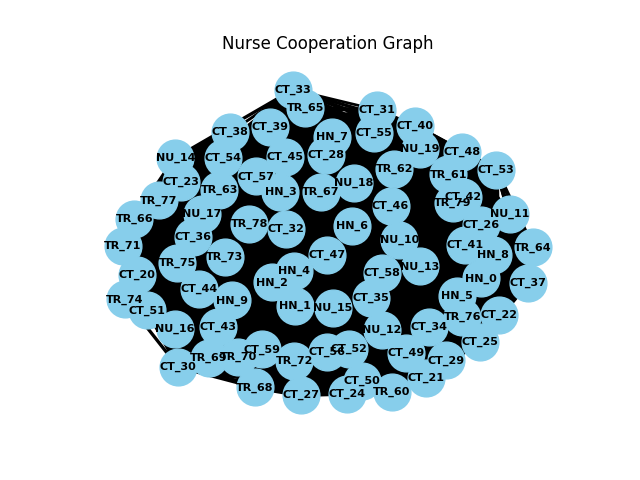 Nurse Cooperation Graph
CT_33
TR_65
CT_31
CT_38
CT_39
HN_7
CT_55
CT_40
NU_14
CT_54
CT_45
CT_28
NU_19
CT_48
CT_23
TR_63
CT_57
HN_3
TR_67
NU_18
TR_62
TR_61
CT_53
TR_77
TR_79
CT_42
TR_66
NU_17
TR_78
CT_32
HN_6
CT_46
CT_26
NU_11
TR_71
CT_36
TR_73
CT_47
NU_10
CT_41
HN_8
TR_64
CT_20
TR_75
HN_2
HN_4
CT_58
NU_13
HN_0
CT_37
TR_74
CT_51
CT_44
HN_9
HN_1
NU_15
CT_35
HN_5
NU_16
CT_43
NU_12
CT_34
TR_76
CT_22
CT_30
TR_69
TR_70
CT_59
TR_72
CT_56
CT_52
CT_49
CT_29
CT_25
TR_68
CT_27
CT_24
CT_50
TR_60
CT_21